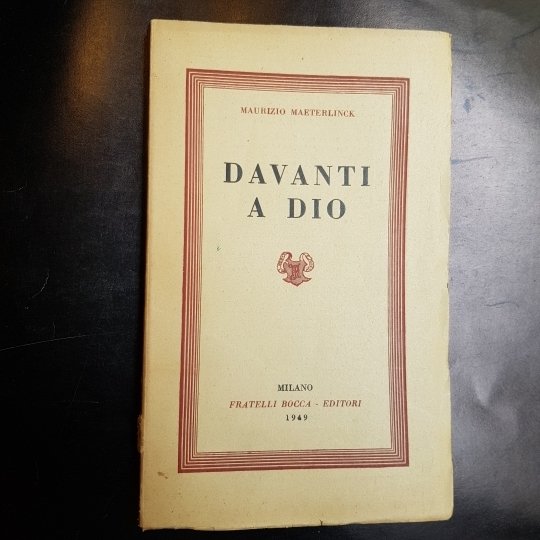 MAURIZIO MAETERLINCK
DAVANTI
A DIO
MILANO
FRATELLI BOCCA - EDITORI
1949